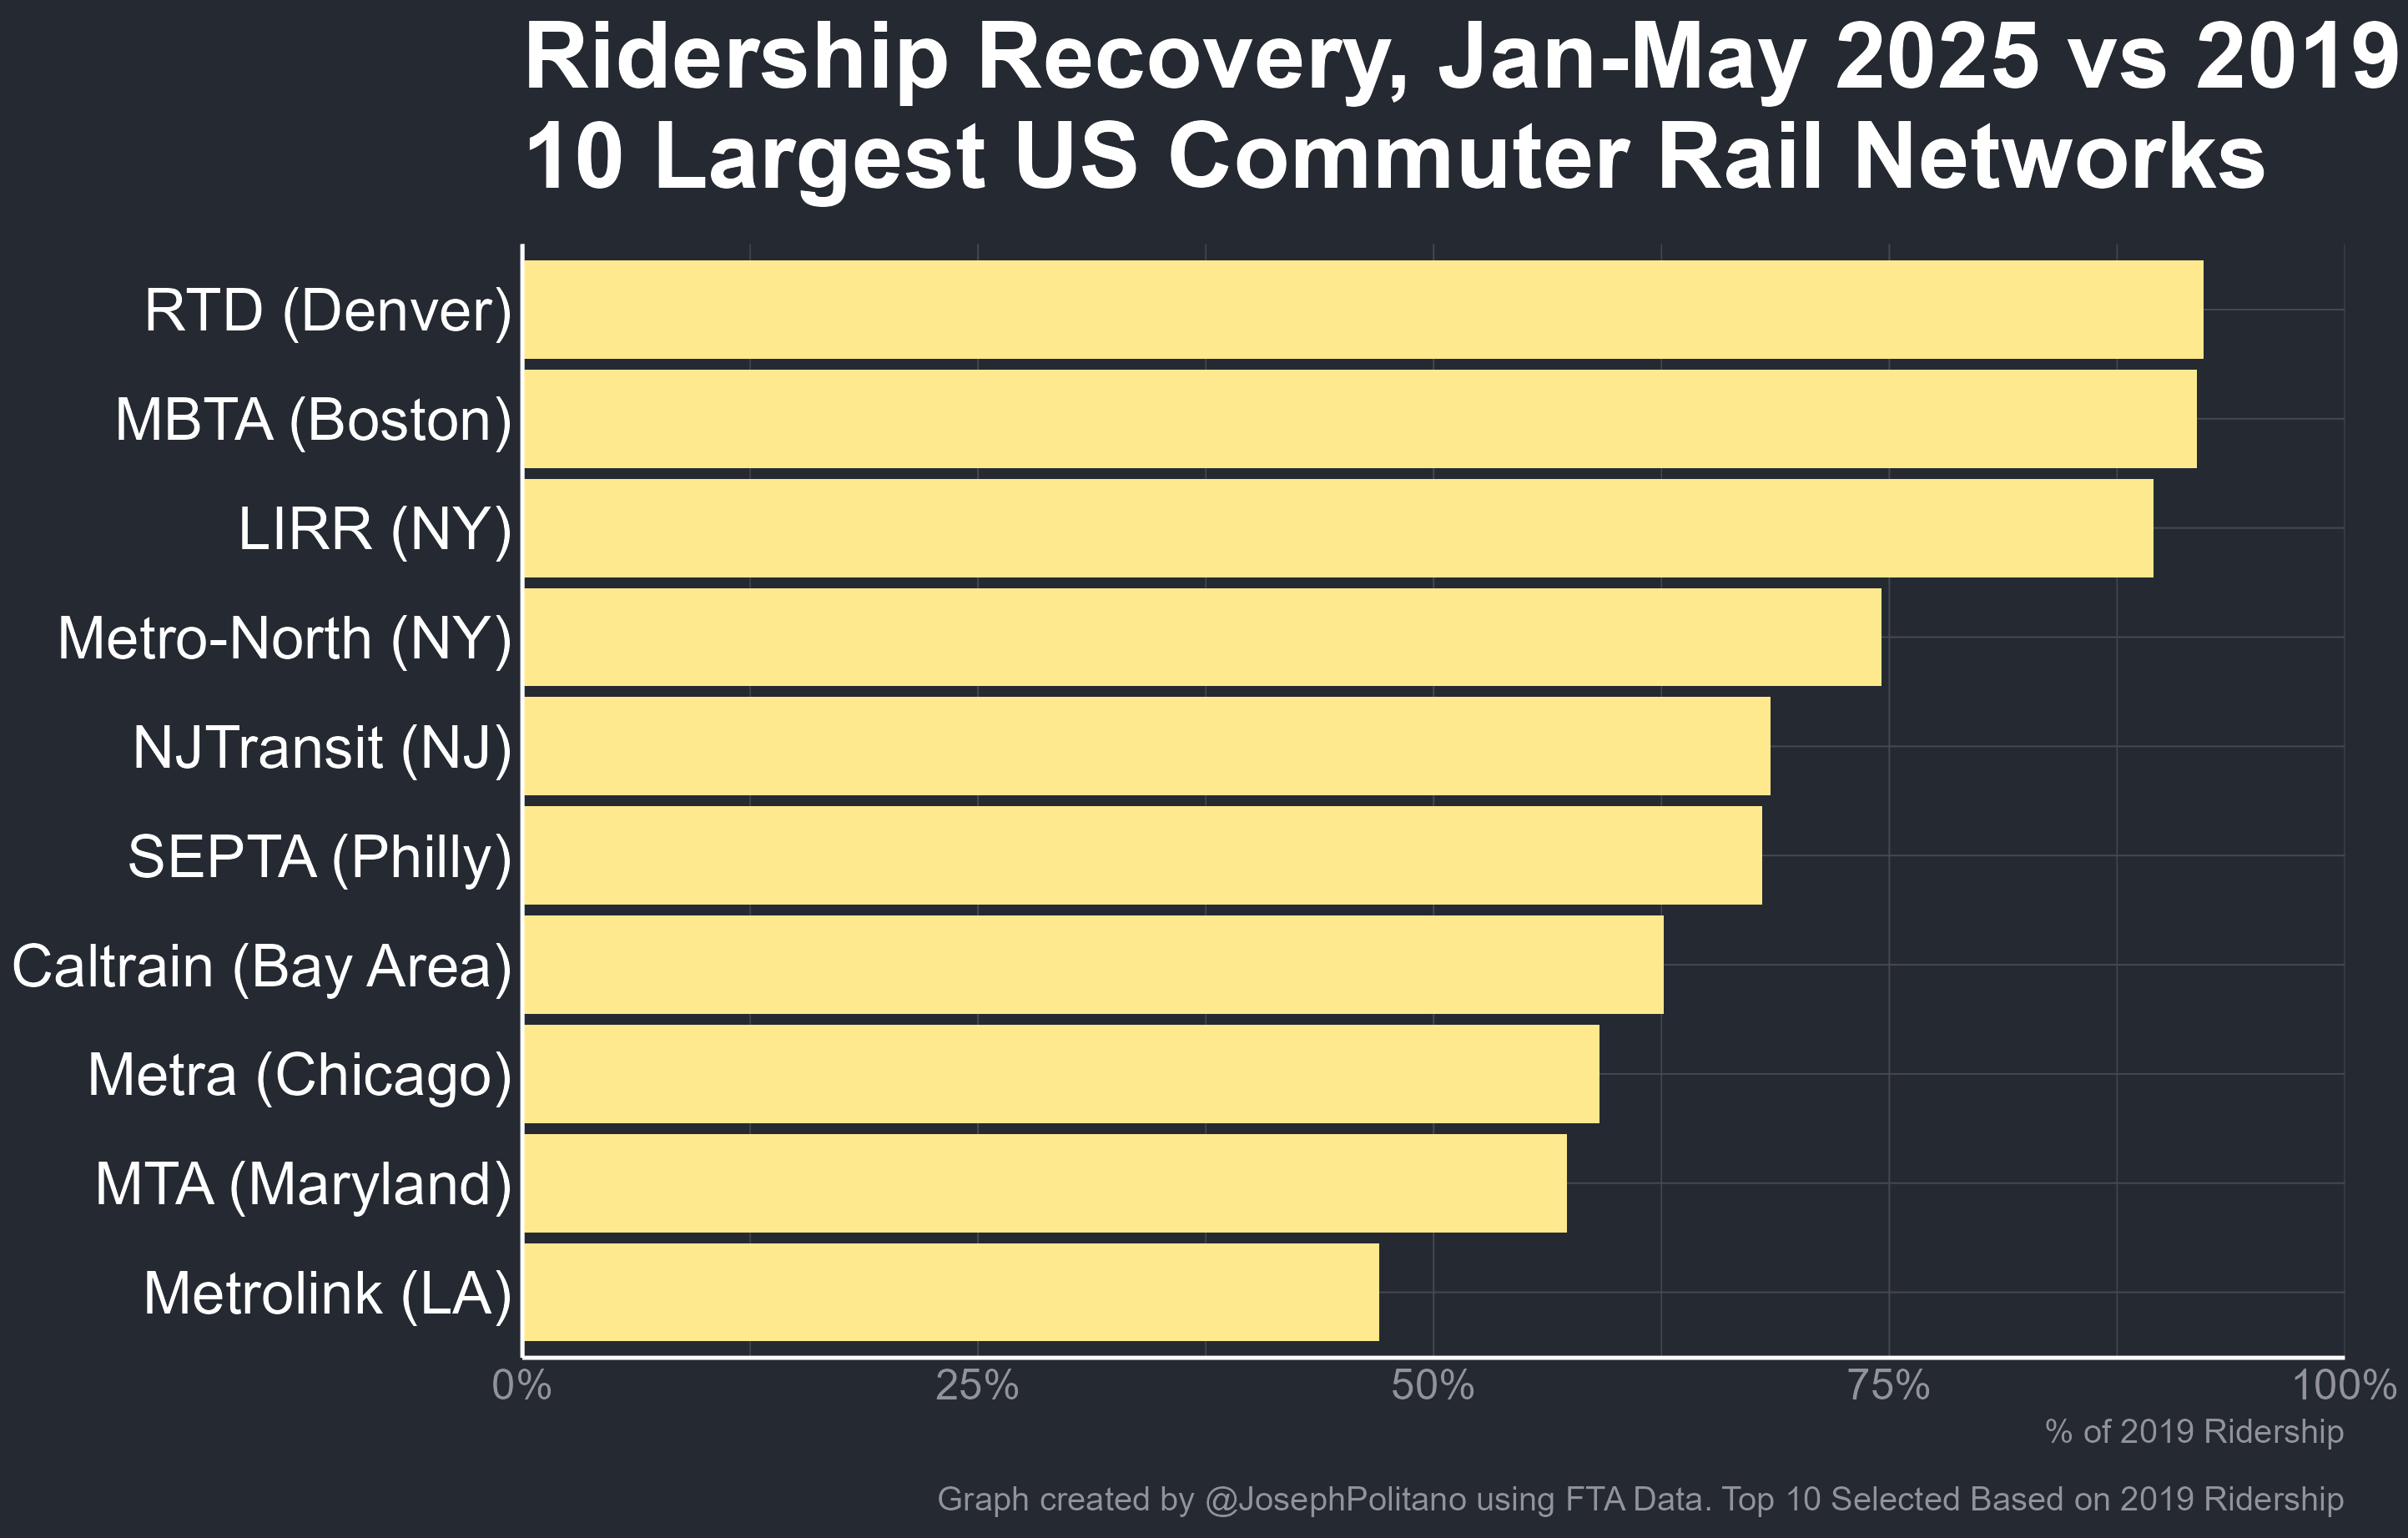 Ridership Recovery, Jan-May 2025 vs 2019
10 Largest US Commuter Rail Networks
RTD (Denver)
MBTA (Boston)
LIRR (NY)
Metro-North (NY)
NJTransit (NJ)
SEPTA (Philly)
Caltrain (Bay Area)
Metra (Chicago)
MTA (Maryland)
Metrolink (LA)
0% 25% 50% 75% 100%
% of 2019 Ridership
Graph created by @JosephPolitano using FTA Data. Top 10 Selected Based on 2019 Ridership